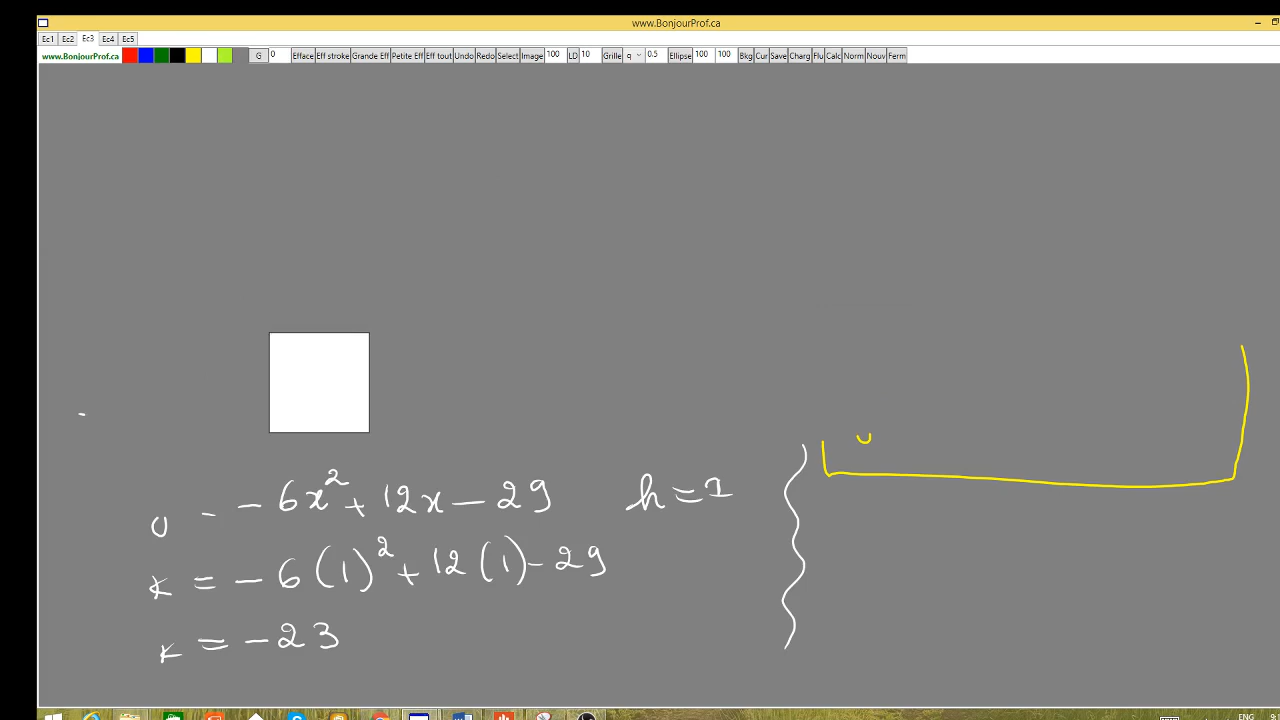 www.BonjourProf.ca
Ec1 Ec2 Ec3 Ec4 Ec5
www.BonjourProf.ca G 0 Efface Eff stroke Grande Eff Petite Eff Eff tout Undo Redo Select Image 100 LD 10 Grille q 0.5 Ellipse 100 100 Bkg Cur Save Charg Flu Calc Norm Nouv Ferm
- 6x² + 12x - 29 h = 1
k = - 6 (1)² + 12 (1) - 29
k = - 23
ENG